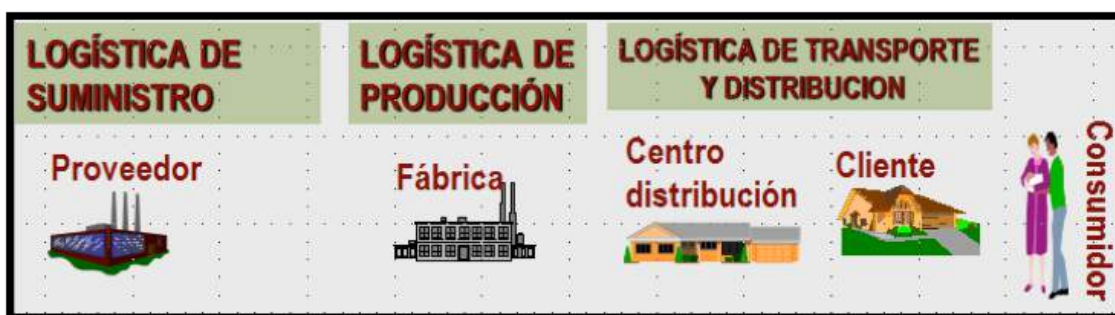 LOGÍSTICA DE
SUMINISTRO
LOGÍSTICA DE
PRODUCCIÓN
LOGÍSTICA DE TRANSPORTE
Y DISTRIBUCION
Proveedor
Fábrica
Centro
distribución
Cliente
Consumidor